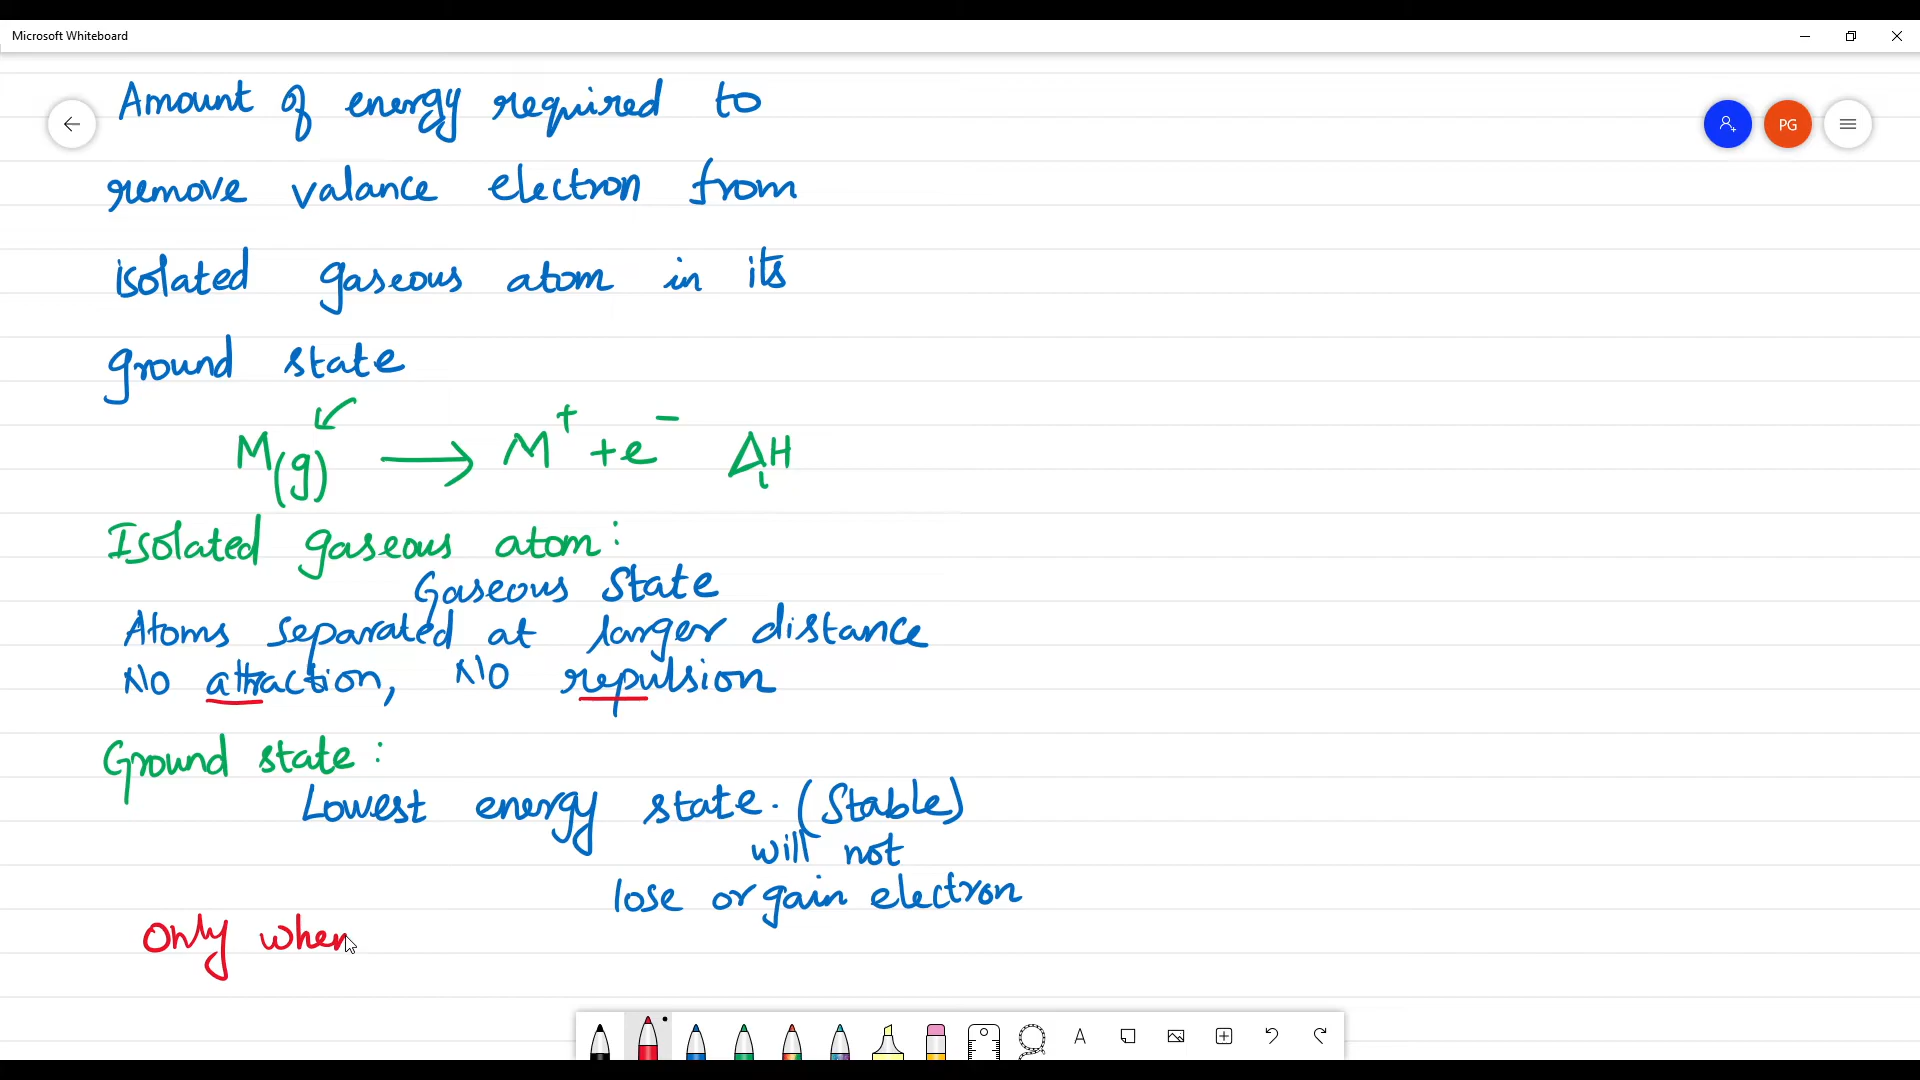 Microsoft Whiteboard
Amount of energy required to
remove valance electron from
isolated gaseous atom in its
ground state
M(g) ⟶ M⁺ + e⁻ ΔᵢH
Isolated gaseous atom:
Gaseous State
Atoms separated at larger distance
No attraction, No repulsion
Ground state:
Lowest energy state. (Stable)
will not
lose or gain electron
Only when
PG
A